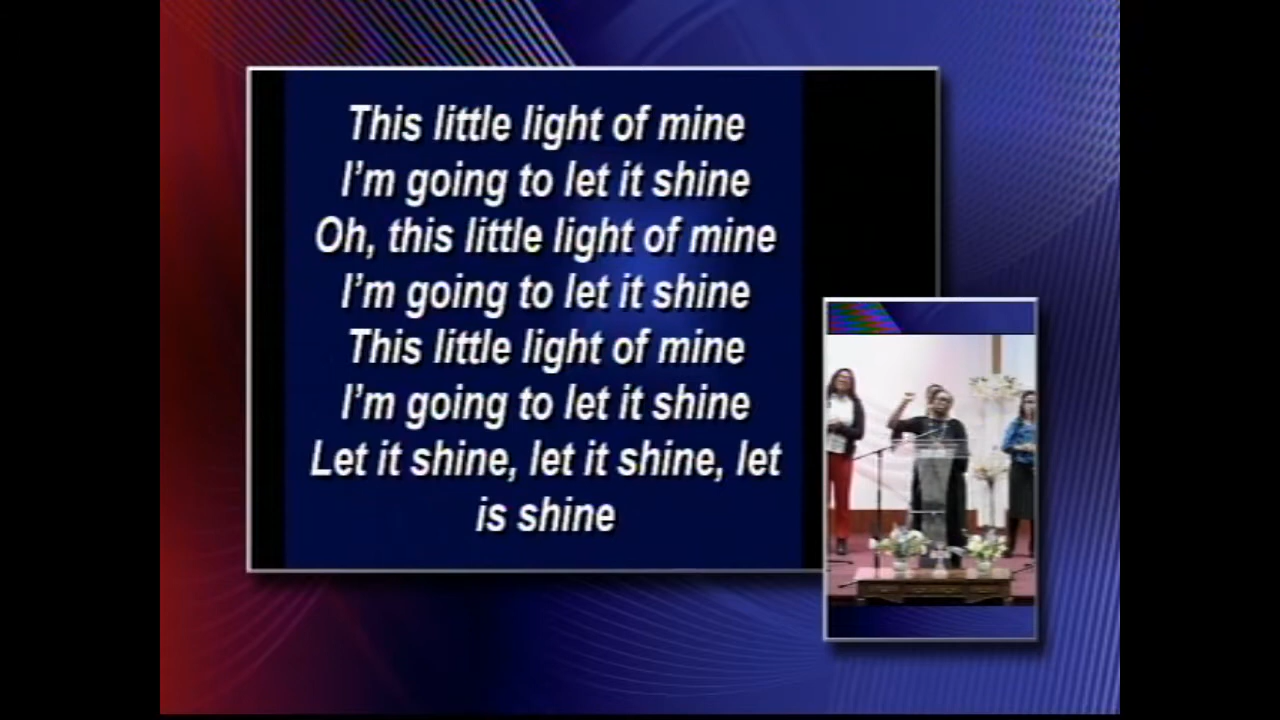 This little light of mine
I’m going to let it shine
Oh, this little light of mine
I’m going to let it shine
This little light of mine
I’m going to let it shine
Let it shine, let it shine, let
is shine